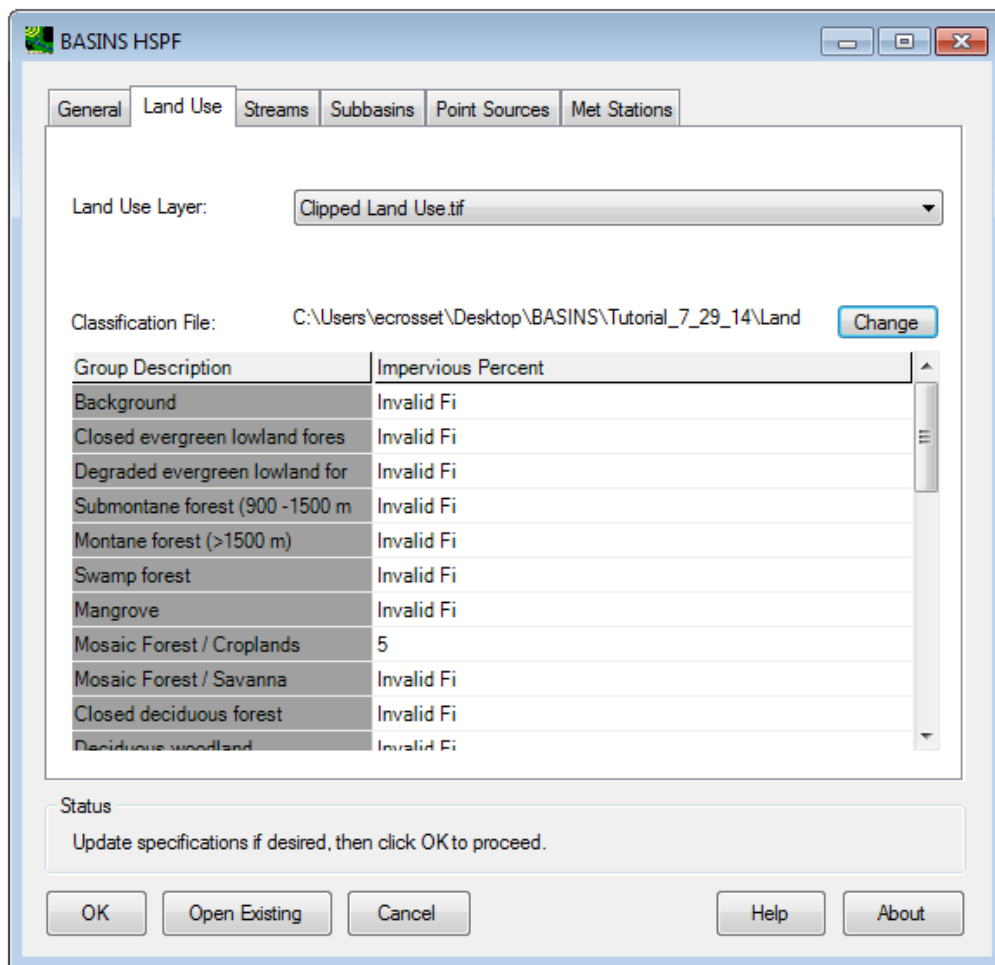 BASINS HSPF
General Land Use Streams Subbasins Point Sources Met Stations
Land Use Layer: Clipped Land Use.tif
Classification File: C:\Users\ecrosset\Desktop\BASINS\Tutorial_7_29_14\Land Change
Group Description Impervious Percent
Background Invalid Fi
Closed evergreen lowland fores Invalid Fi
Degraded evergreen lowland for Invalid Fi
Submontane forest (900 -1500 m Invalid Fi
Montane forest (>1500 m) Invalid Fi
Swamp forest Invalid Fi
Mangrove Invalid Fi
Mosaic Forest / Croplands 5
Mosaic Forest / Savanna Invalid Fi
Closed deciduous forest Invalid Fi
Deciduous woodland Invalid Fi
Status
Update specifications if desired, then click OK to proceed.
OK Open Existing Cancel Help About